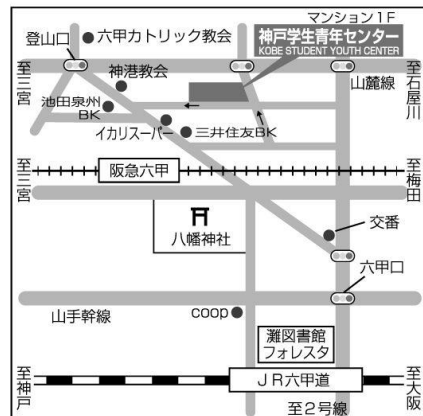 マンション1F
神戸学生青年センター
KOBE STUDENT YOUTH CENTER
登山口
六甲カトリック教会
至三宮
神港教会
山麓線
至石屋川
池田泉州
BK
イカリスーパー
三井住友BK
至三宮
阪急六甲
至梅田
八幡神社
交番
六甲口
山手幹線
coop
灘図書館
フォレスタ
至神戸
JR六甲道
至大阪
至2号線